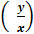 ( y/x )